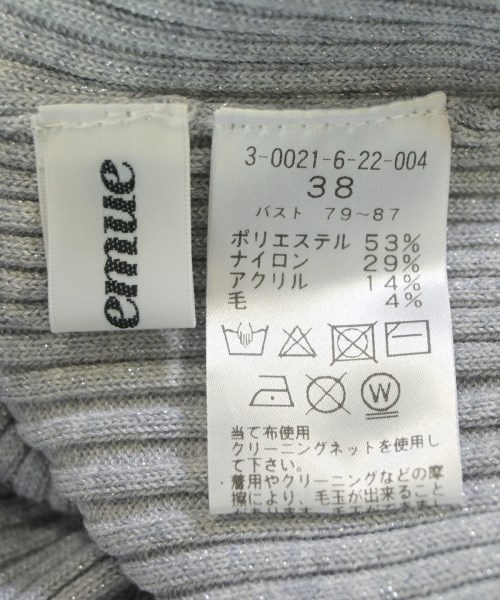 emue
3-0021-6-22-004
38
バスト 79~87
ポリエステル 53%
ナイロン 29%
アクリル 14%
毛 4%
W
当て布使用
クリーニングネットを使用し
て下さい。
着用やクリーニングなどの摩
擦により、毛玉が出来ること